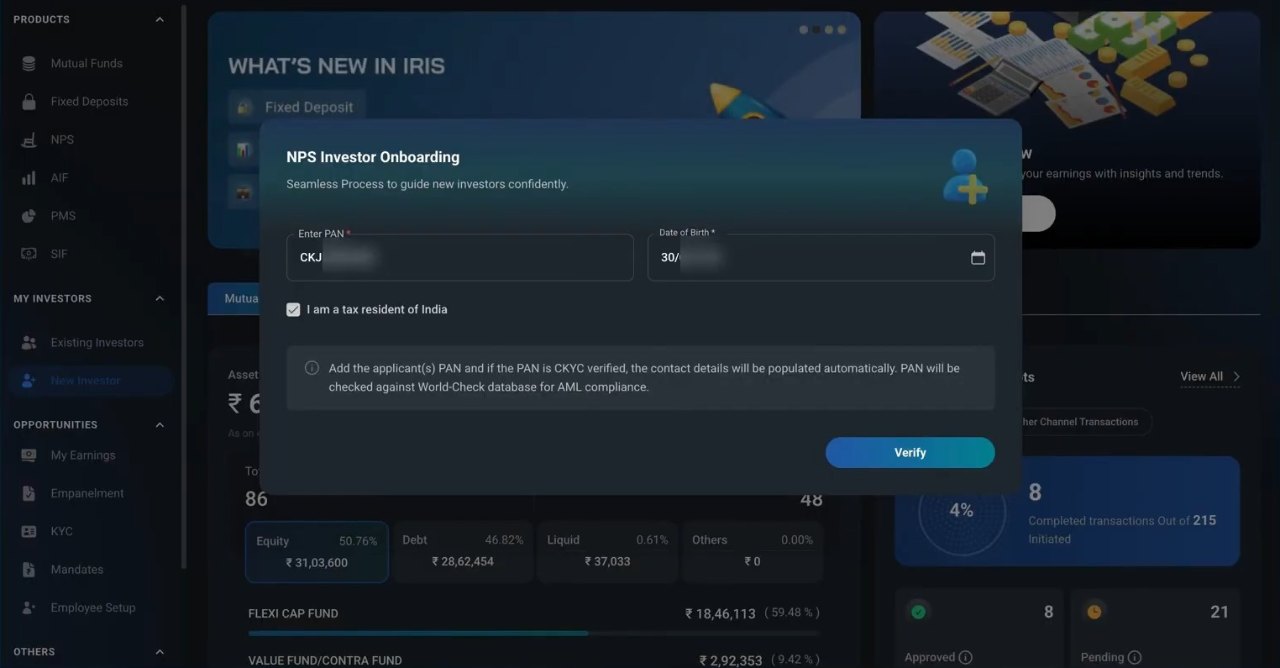 PRODUCTS
Mutual Funds
Fixed Deposits
NPS
AIF
PMS
SIF
MY INVESTORS
Existing Investors
New Investor
OPPORTUNITIES
My Earnings
Empanelment
KYC
Mandates
Employee Setup
OTHERS
WHAT'S NEW IN IRIS
Fixed Deposit
your earnings with insights and trends.
NPS Investor Onboarding
Seamless Process to guide new investors confidently.
Enter PAN *
CKJ
Date of Birth *
30/
I am a tax resident of India
Add the applicant(s) PAN and if the PAN is CKYC verified, the contact details will be populated automatically. PAN will be
checked against World-Check database for AML compliance.
Verify
View All
Channel Transactions
86
48
Equity 50.76%
₹ 31,03,600
Debt 46.82%
₹ 28,62,454
Liquid 0.61%
₹ 37,033
Others 0.00%
₹ 0
FLEXI CAP FUND ₹ 18,46,113 (59.48 %)
VALUE FUND/CONTRA FUND ₹ 2,92,353 (9.42 %)
4%
8
Completed transactions Out of 215
Initiated
8
Approved
21
Pending